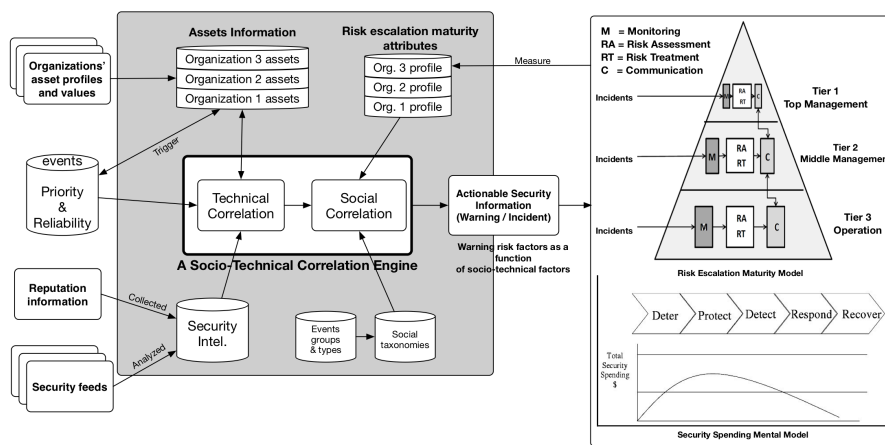 Assets Information
Risk escalation maturity
attributes
Organizations'
asset profiles
and values
Organization 3 assets
Organization 2 assets
Organization 1 assets
Org. 3 profile
Org. 2 profile
Org. 1 profile
Measure
Trigger
events
Priority
&
Reliability
Technical
Correlation
Social
Correlation
A Socio-Technical Correlation Engine
Actionable Security
Information
(Warning / Incident)
Warning risk factors as a
function
of socio-technical factors
Reputation
information
Collected
Security feeds
Analyzed
Security
Intel.
Events
groups
& types
Social
taxonomies
M = Monitoring
RA = Risk Assessment
RT = Risk Treatment
C = Communication
Incidents
M
RA
RT
C
Tier 1
Top Management
Incidents
M
RA
RT
C
Tier 2
Middle Management
Incidents
M
RA
RT
C
Tier 3
Operation
Risk Escalation Maturity Model
Deter
Protect
Detect
Respond
Recover
Total
Security
Spending
$
Security Spending Mental Model